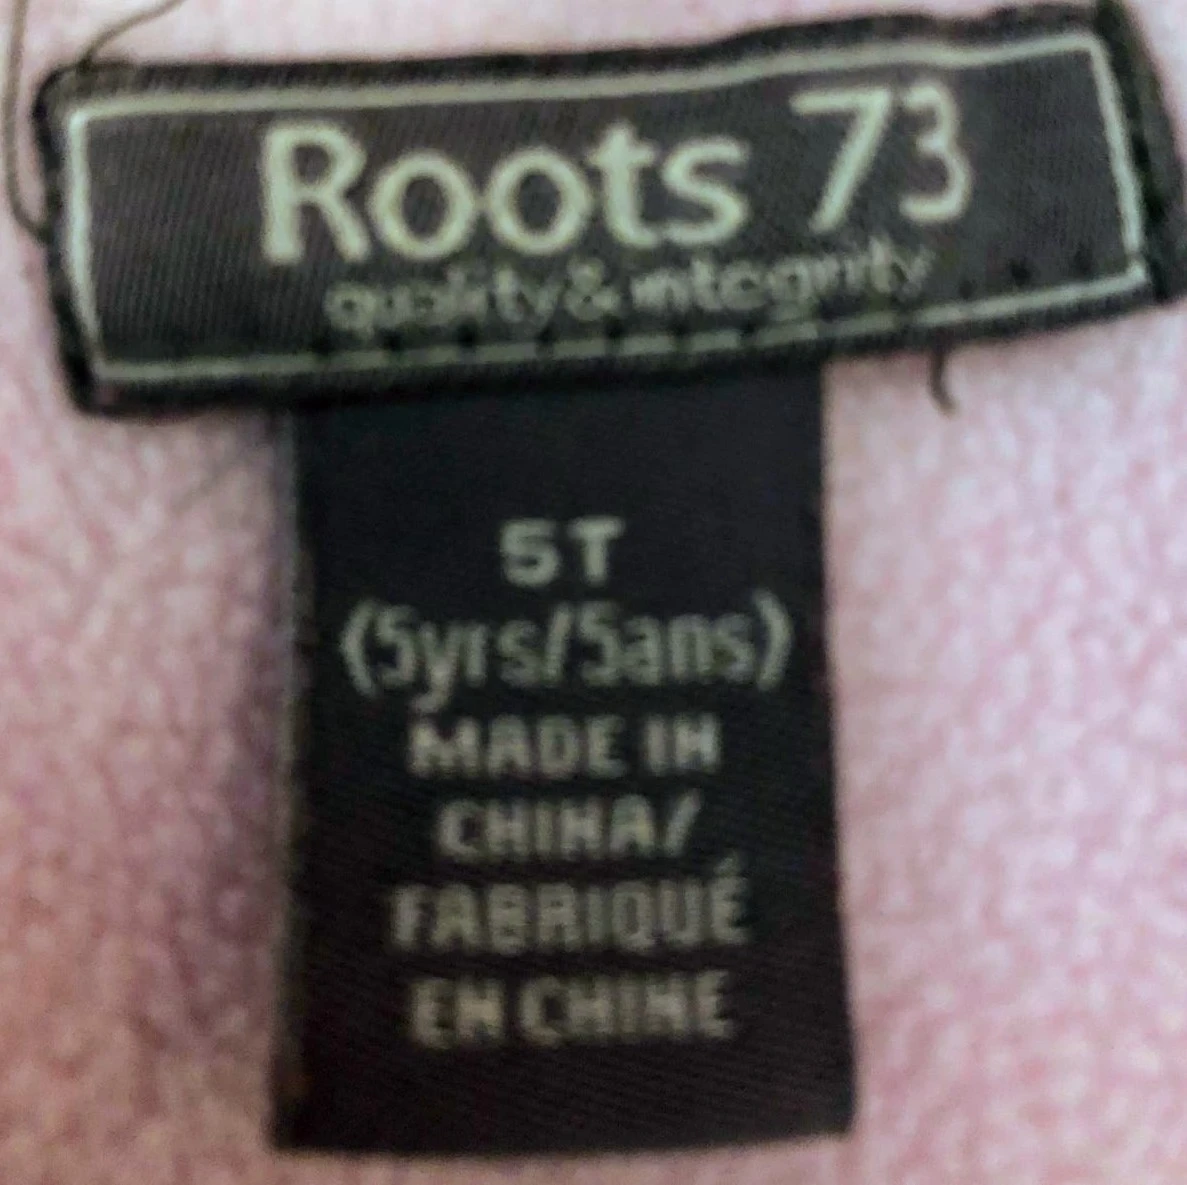 Roots 73
quality & integrity
5T
(5yrs/5ans)
MADE IN
CHINA/
FABRIQUÉ
EN CHINE